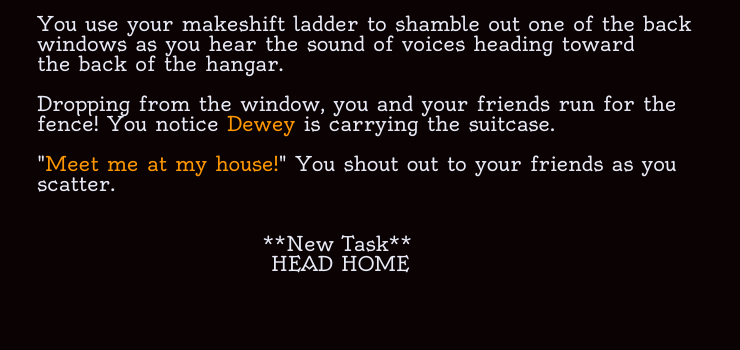 You use your makeshift ladder to shamble out one of the back
windows as you hear the sound of voices heading toward
the back of the hangar.
Dropping from the window, you and your friends run for the
fence! You notice Dewey is carrying the suitcase.
"Meet me at my house!" You shout out to your friends as you
scatter.
**New Task**
HEAD HOME